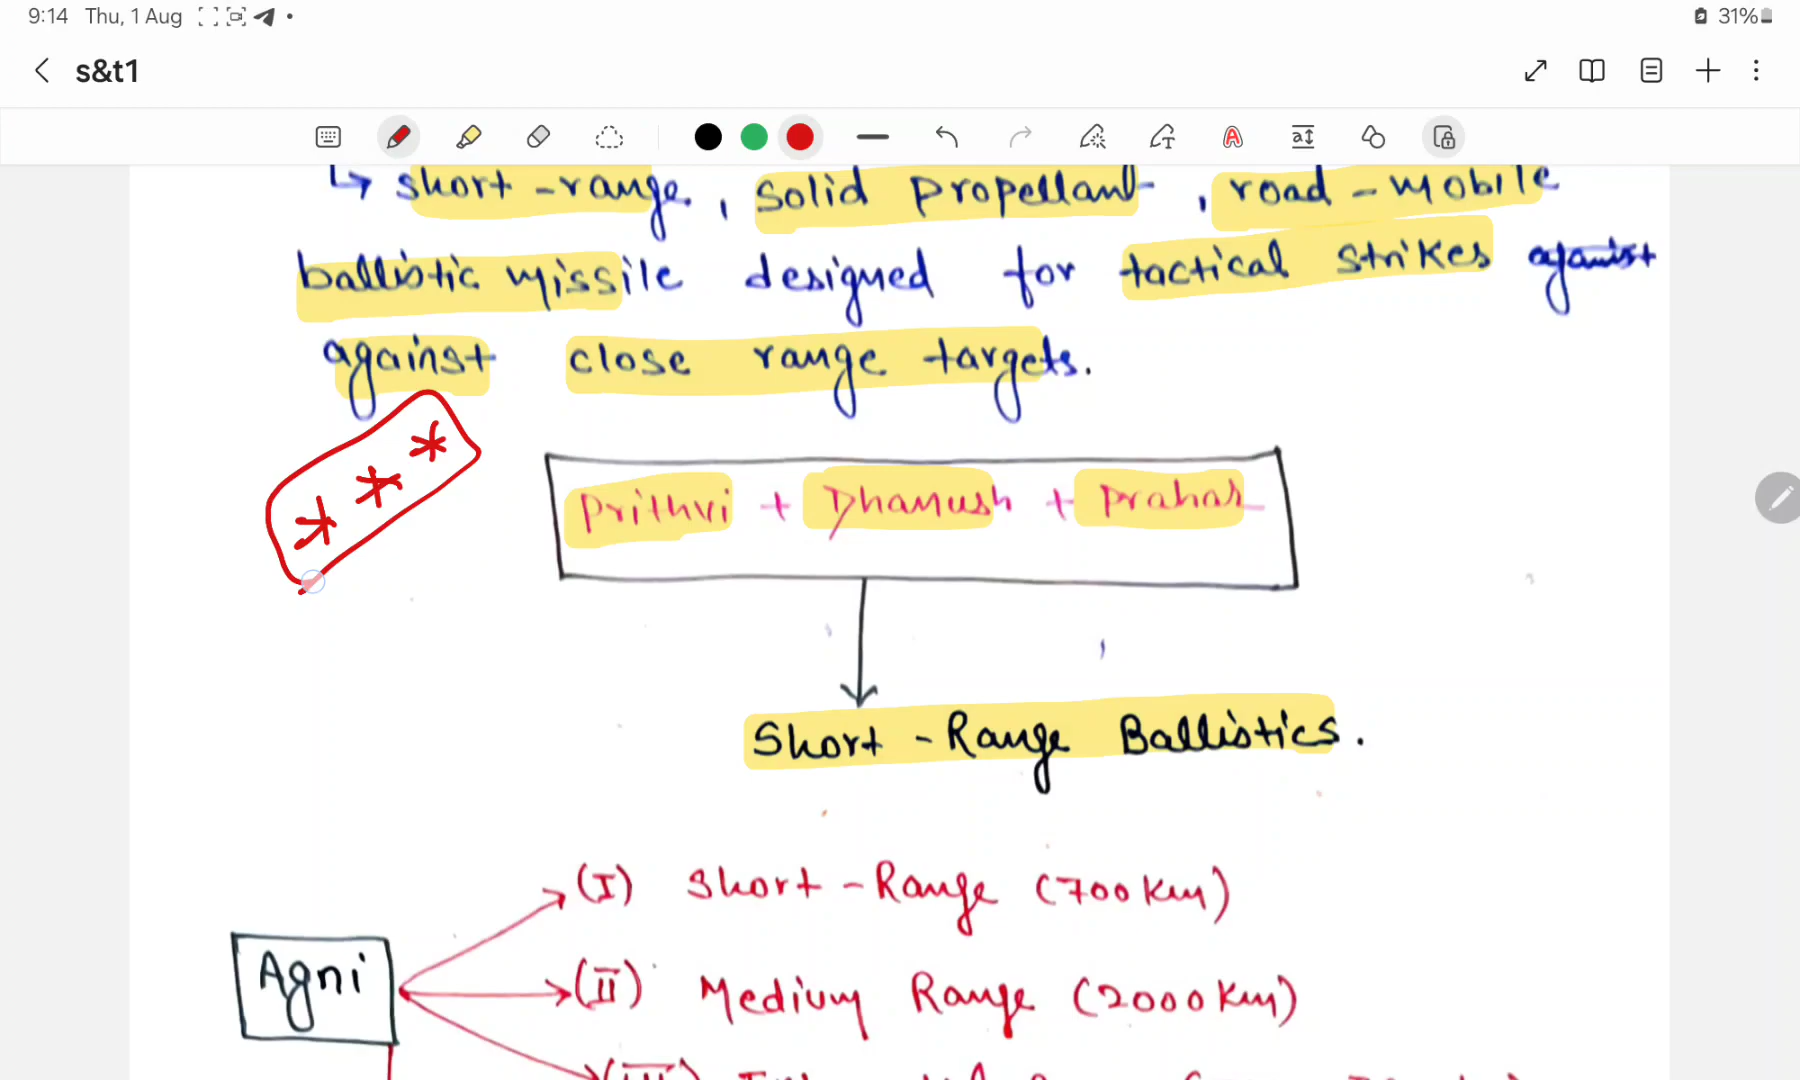 9:14 Thu, 1 Aug
31%
s&t1
A
a
↳ short-range, solid propellant, road-mobile
ballistic missile designed for tactical strikes against
against close range targets.
* * *
Prithvi + Dhanush + Prahar
Short-Range Ballistics.
Agni
(I) Short-Range (700 Km)
(II) Medium Range (2000 Km)
(III)